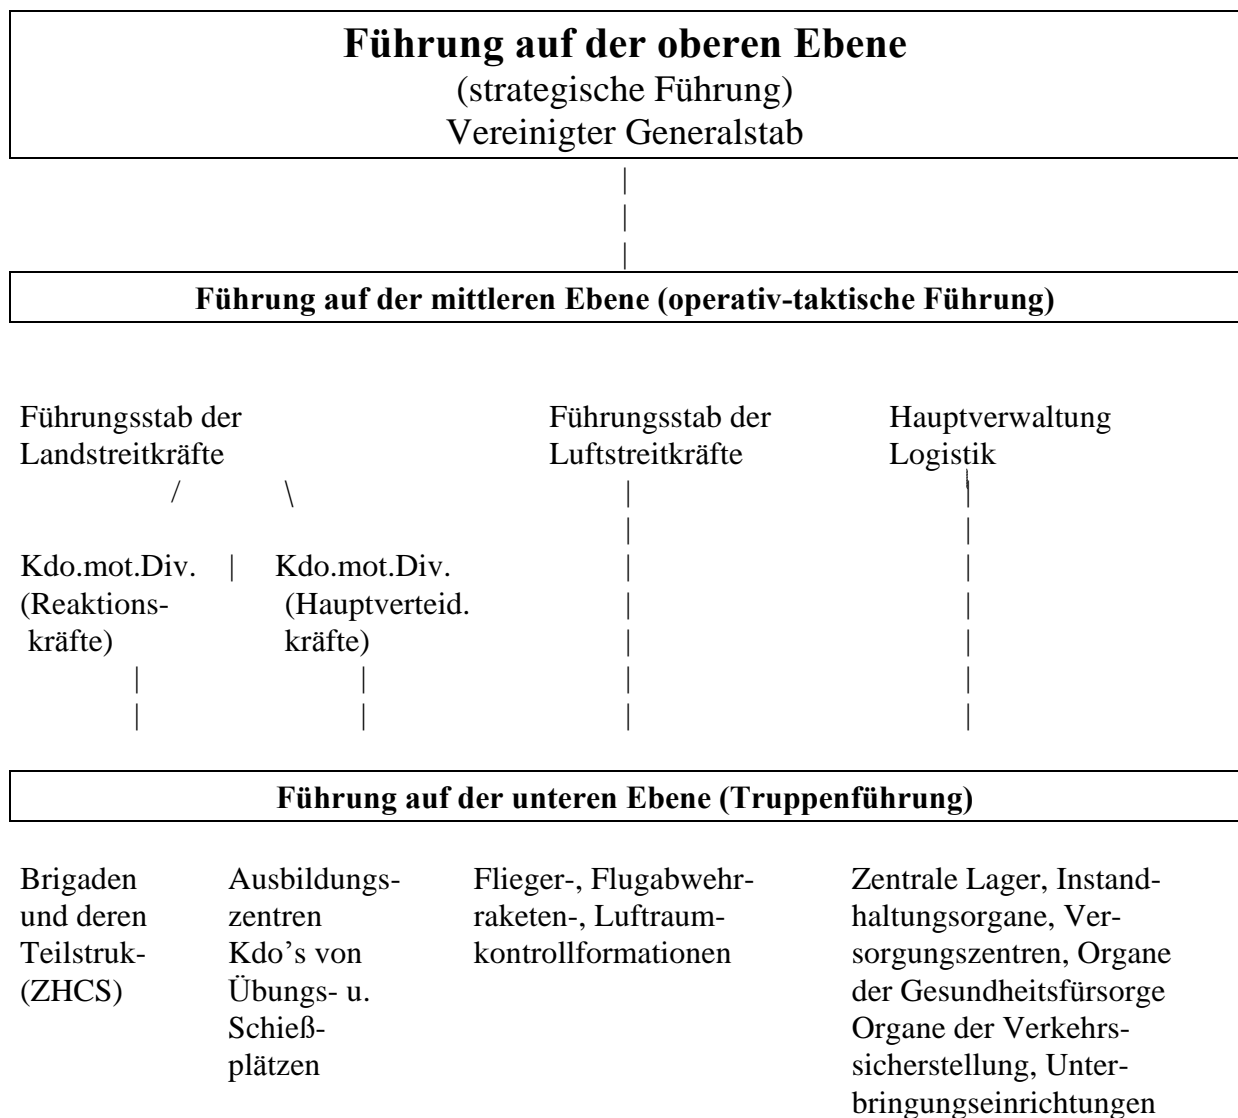 Führung auf der oberen Ebene
(strategische Führung)
Vereinigter Generalstab
Führung auf der mittleren Ebene (operativ-taktische Führung)
Führungsstab der
Landstreitkräfte
Führungsstab der
Luftstreitkräfte
Hauptverwaltung
Logistik
Kdo.mot.Div.
(Reaktions-
kräfte)
Kdo.mot.Div.
(Hauptverteid.
kräfte)
Führung auf der unteren Ebene (Truppenführung)
Brigaden
und deren
Teilstruk-
(ZHCS)
Ausbildungs-
zentren
Kdo’s von
Übungs- u.
Schieß-
plätzen
Flieger-, Flugabwehr-
raketen-, Luftraum-
kontrollformationen
Zentrale Lager, Instand-
haltungsorgane, Ver-
sorgungszentren, Organe
der Gesundheitsfürsorge
Organe der Verkehrs-
sicherstellung, Unter-
bringungseinrichtungen